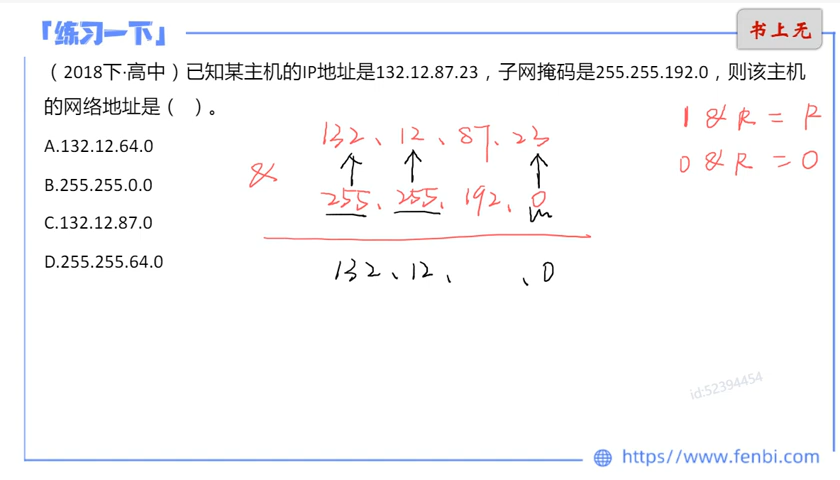 「练习一下」
书上无
（2018下·高中）已知某主机的IP地址是132.12.87.23，子网掩码是255.255.192.0，则该主机
的网络地址是（　）。
A.132.12.64.0
B.255.255.0.0
C.132.12.87.0
D.255.255.64.0
132、12、87、23
&
255、255、192、0
132、12、　、0
1 & R = R
0 & R = 0
id:52394454
https//www.fenbi.com